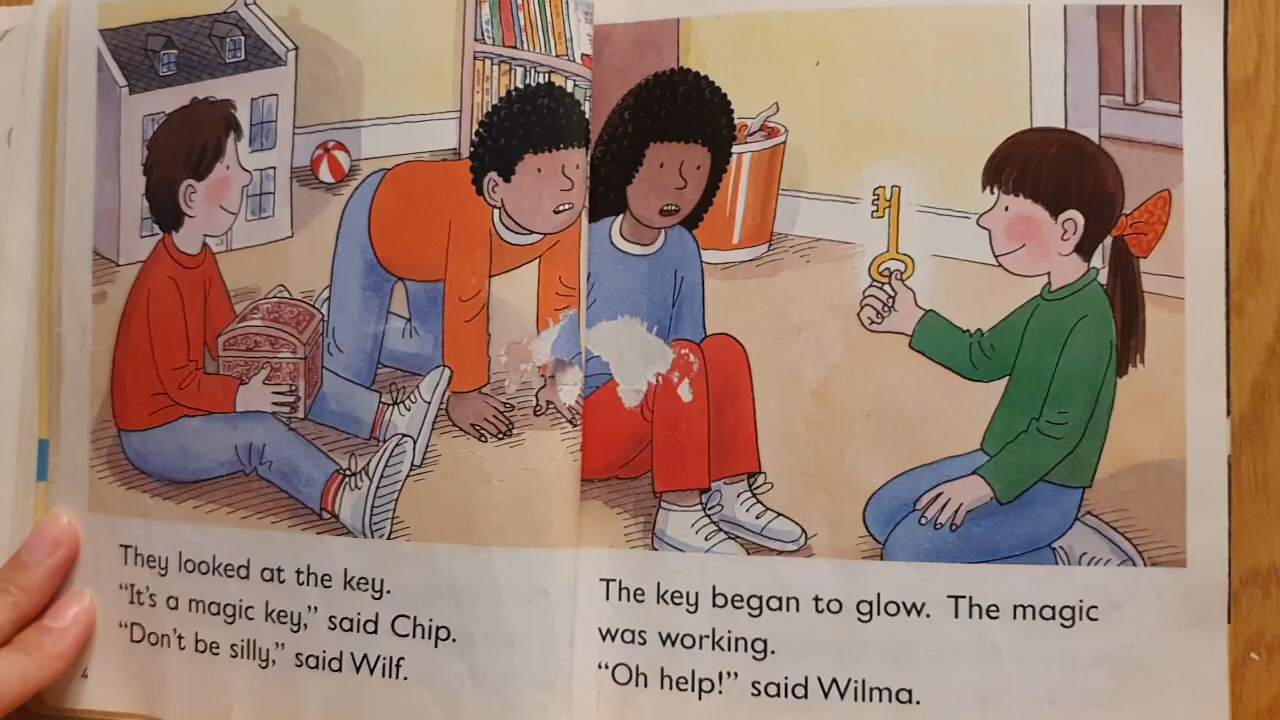 They looked at the key.
“It’s a magic key,” said Chip.
“Don’t be silly,” said Wilf.
4
The key began to glow. The magic
was working.
“Oh help!” said Wilma.